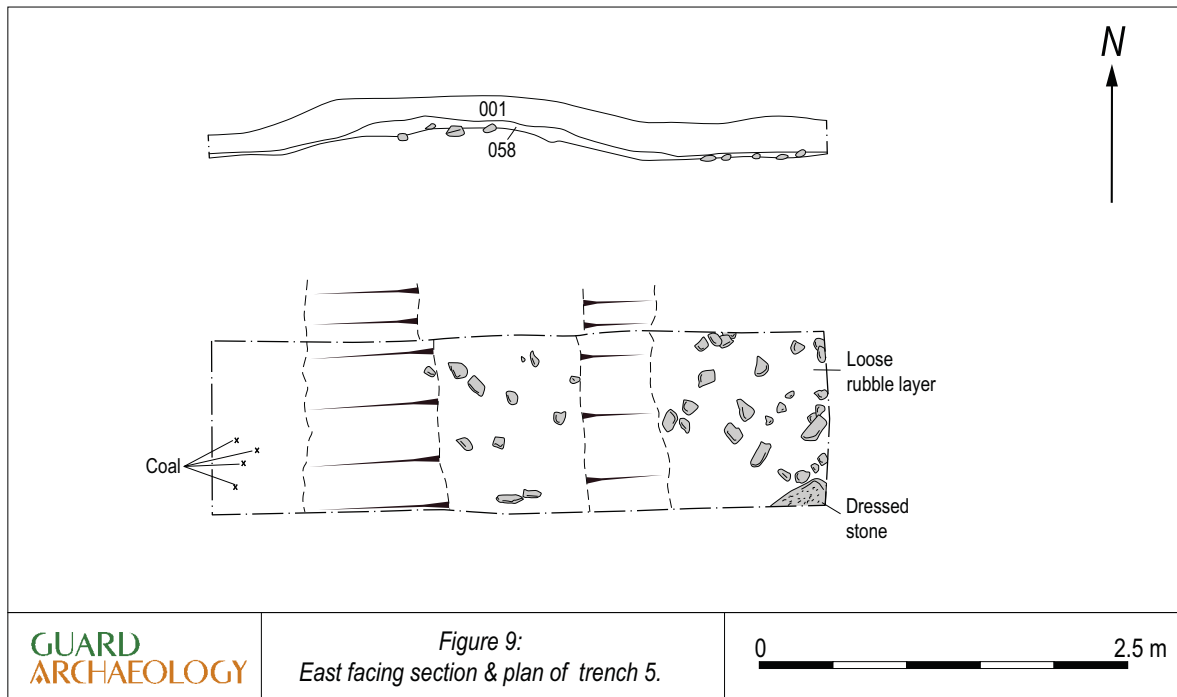 N
001
058
Loose
rubble layer
Coal
x
x
x
x
Dressed
stone
GUARD
ARCHAEOLOGY
Figure 9:
East facing section & plan of trench 5.
0 2.5 m